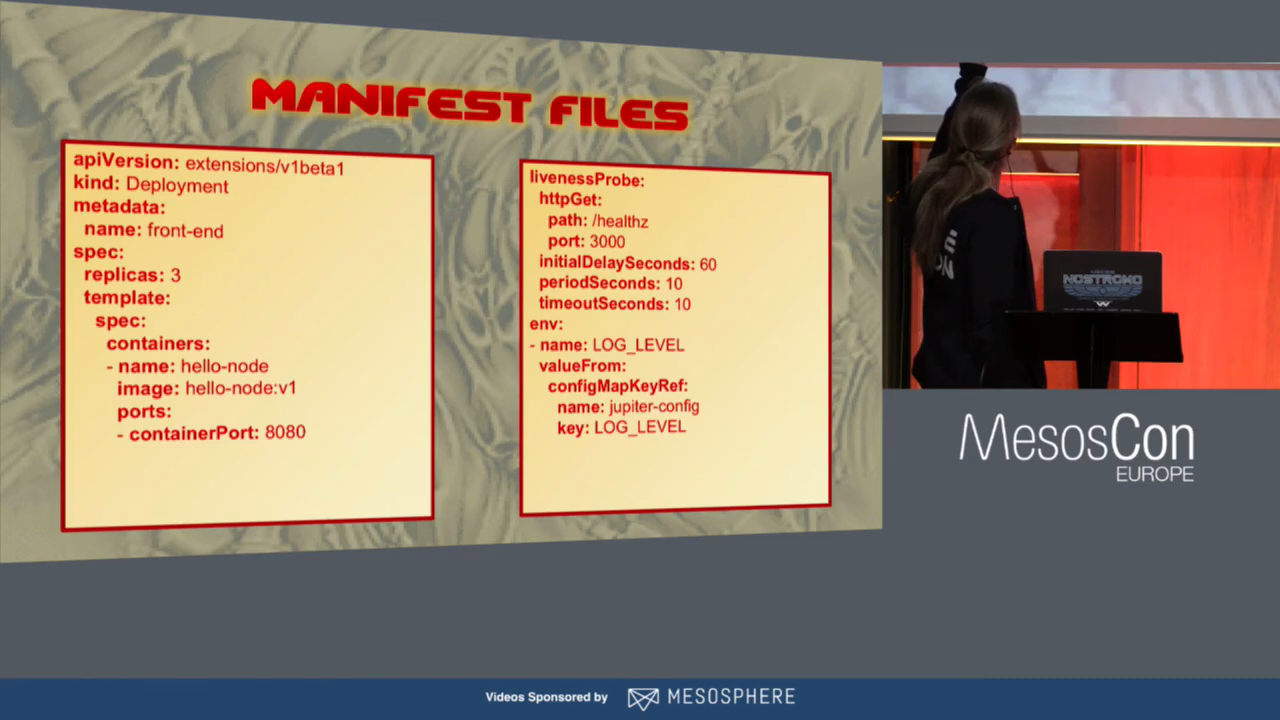 MANIFEST FILES
apiVersion: extensions/v1beta1
kind: Deployment
metadata:
name: front-end
spec:
replicas: 3
template:
spec:
containers:
- name: hello-node
image: hello-node:v1
ports:
- containerPort: 8080
livenessProbe:
httpGet:
path: /healthz
port: 3000
initialDelaySeconds: 60
periodSeconds: 10
timeoutSeconds: 10
env:
- name: LOG_LEVEL
valueFrom:
configMapKeyRef:
name: jupiter-config
key: LOG_LEVEL
NOSTROMO
MesosCon
EUROPE
Videos Sponsored by MESOSPHERE